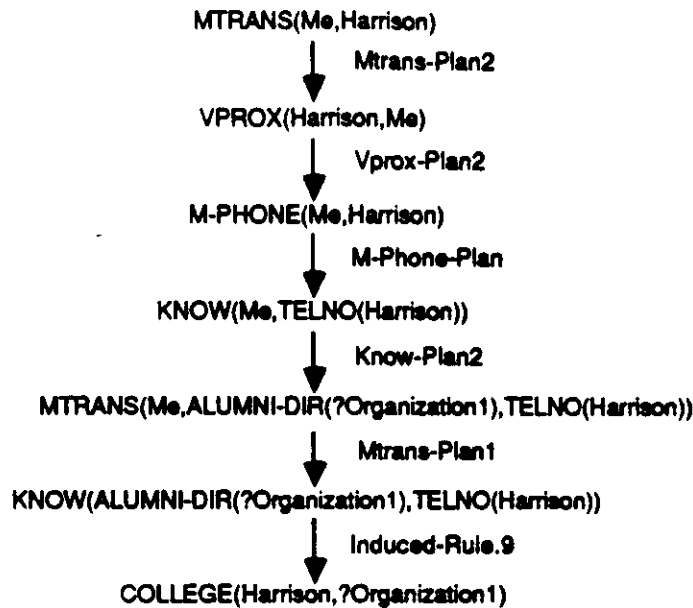 MTRANS(Me,Harrison)
Mtrans-Plan2
VPROX(Harrison,Me)
Vprox-Plan2
M-PHONE(Me,Harrison)
M-Phone-Plan
KNOW(Me,TELNO(Harrison))
Know-Plan2
MTRANS(Me,ALUMNI-DIR(?Organization1),TELNO(Harrison))
Mtrans-Plan1
KNOW(ALUMNI-DIR(?Organization1),TELNO(Harrison))
Induced-Rule.9
COLLEGE(Harrison,?Organization1)